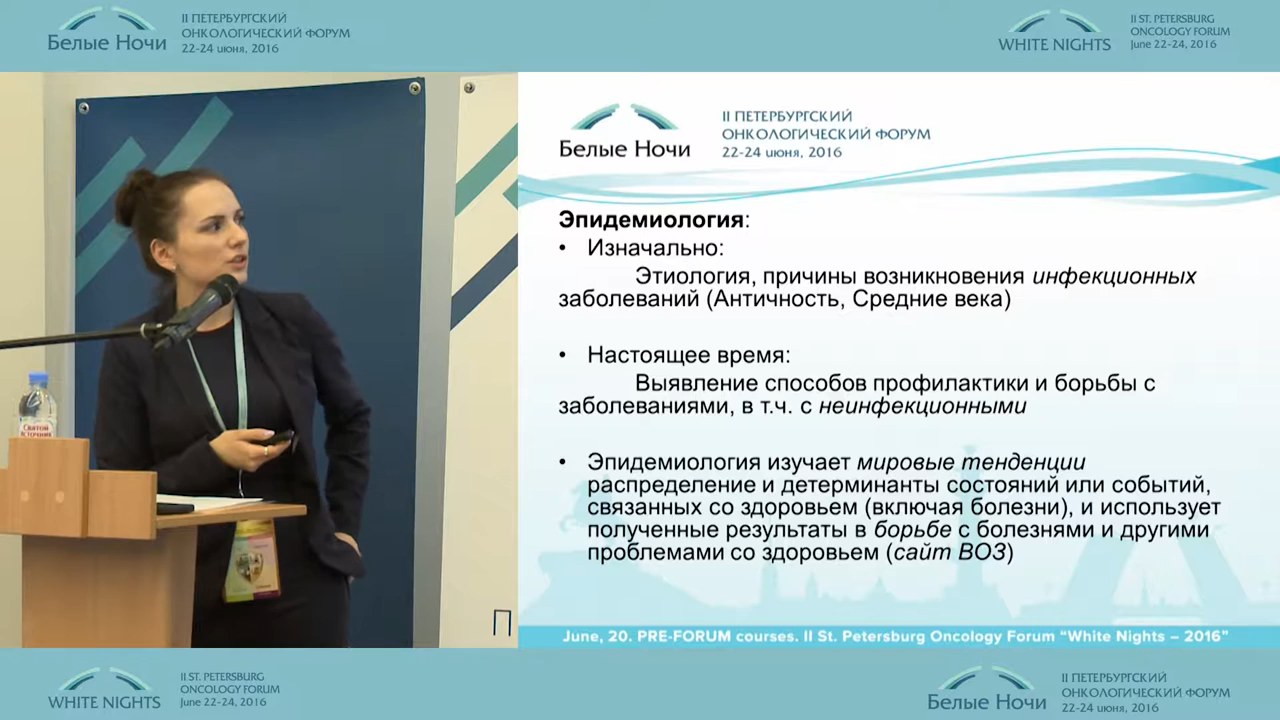 Белые Ночи
II ПЕТЕРБУРГСКИЙ
ОНКОЛОГИЧЕСКИЙ ФОРУМ
22-24 июня, 2016
WHITE NIGHTS
II ST. PETERSBURG
ONCOLOGY FORUM
June 22-24, 2016
Белые Ночи
II ПЕТЕРБУРГСКИЙ
ОНКОЛОГИЧЕСКИЙ ФОРУМ
22-24 июня, 2016
Эпидемиология:
• Изначально:
Этиология, причины возникновения инфекционных
заболеваний (Античность, Средние века)
• Настоящее время:
Выявление способов профилактики и борьбы с
заболеваниями, в т.ч. с неинфекционными
• Эпидемиология изучает мировые тенденции
распределение и детерминанты состояний или событий,
связанных со здоровьем (включая болезни), и использует
полученные результаты в борьбе с болезнями и другими
проблемами со здоровьем (сайт ВОЗ)
June, 20. PRE-FORUM courses. II St. Petersburg Oncology Forum “White Nights – 2016”
Святой
Источник
П
WHITE NIGHTS
II ST. PETERSBURG
ONCOLOGY FORUM
June 22-24, 2016
Белые Ночи
II ПЕТЕРБУРГСКИЙ
ОНКОЛОГИЧЕСКИЙ ФОРУМ
22-24 июня, 2016